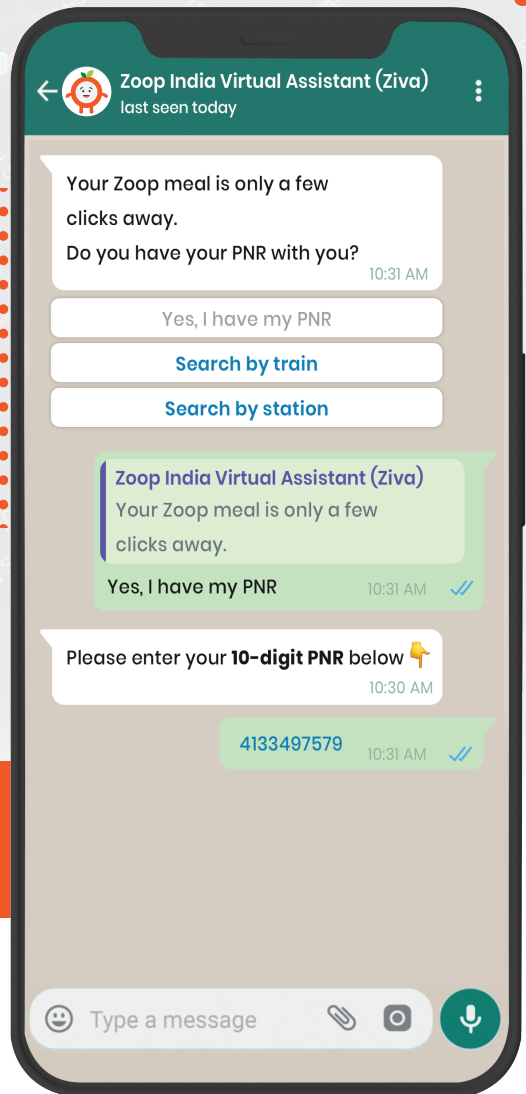 Zoop India Virtual Assistant (Ziva)
last seen today
Your Zoop meal is only a few
clicks away.
Do you have your PNR with you?
10:31 AM
Yes, I have my PNR
Search by train
Search by station
Zoop India Virtual Assistant (Ziva)
Your Zoop meal is only a few
clicks away.
Yes, I have my PNR 10:31 AM
Please enter your 10-digit PNR below 👇
10:30 AM
4133497579 10:31 AM
Type a message